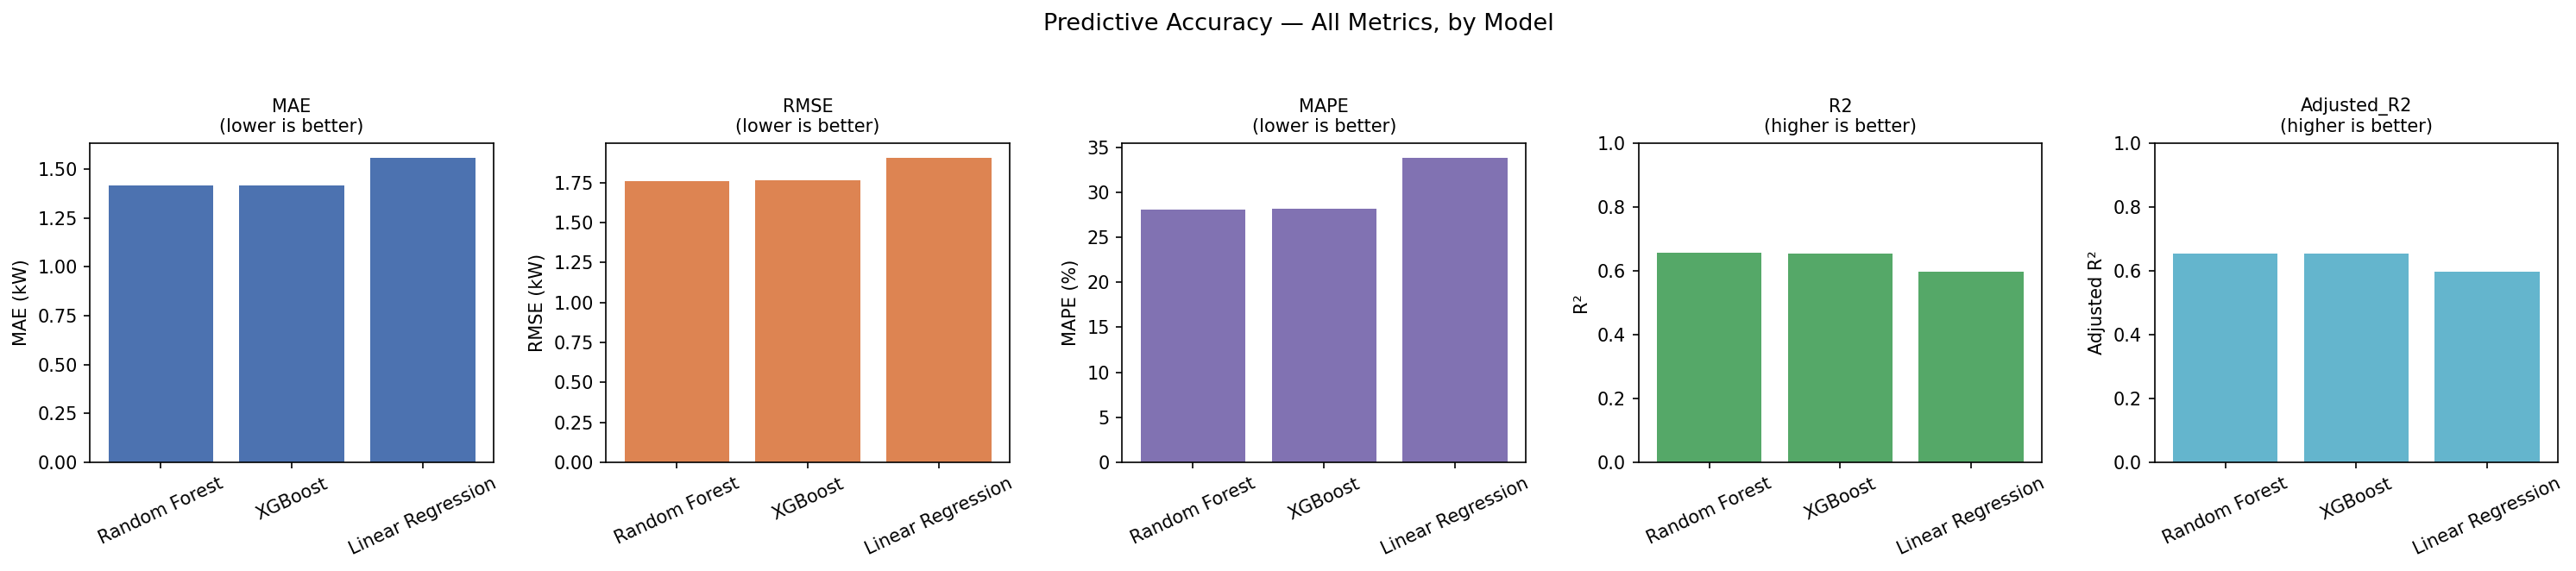 Predictive Accuracy — All Metrics, by Model
MAE
(lower is better)
MAE (kW)
1.50
1.25
1.00
0.75
0.50
0.25
0.00
Random Forest
XGBoost
Linear Regression
RMSE
(lower is better)
RMSE (kW)
1.75
1.50
1.25
1.00
0.75
0.50
0.25
0.00
Random Forest
XGBoost
Linear Regression
MAPE
(lower is better)
MAPE (%)
35
30
25
20
15
10
5
0
Random Forest
XGBoost
Linear Regression
R2
(higher is better)
R²
1.0
0.8
0.6
0.4
0.2
0.0
Random Forest
XGBoost
Linear Regression
Adjusted_R2
(higher is better)
Adjusted R²
1.0
0.8
0.6
0.4
0.2
0.0
Random Forest
XGBoost
Linear Regression